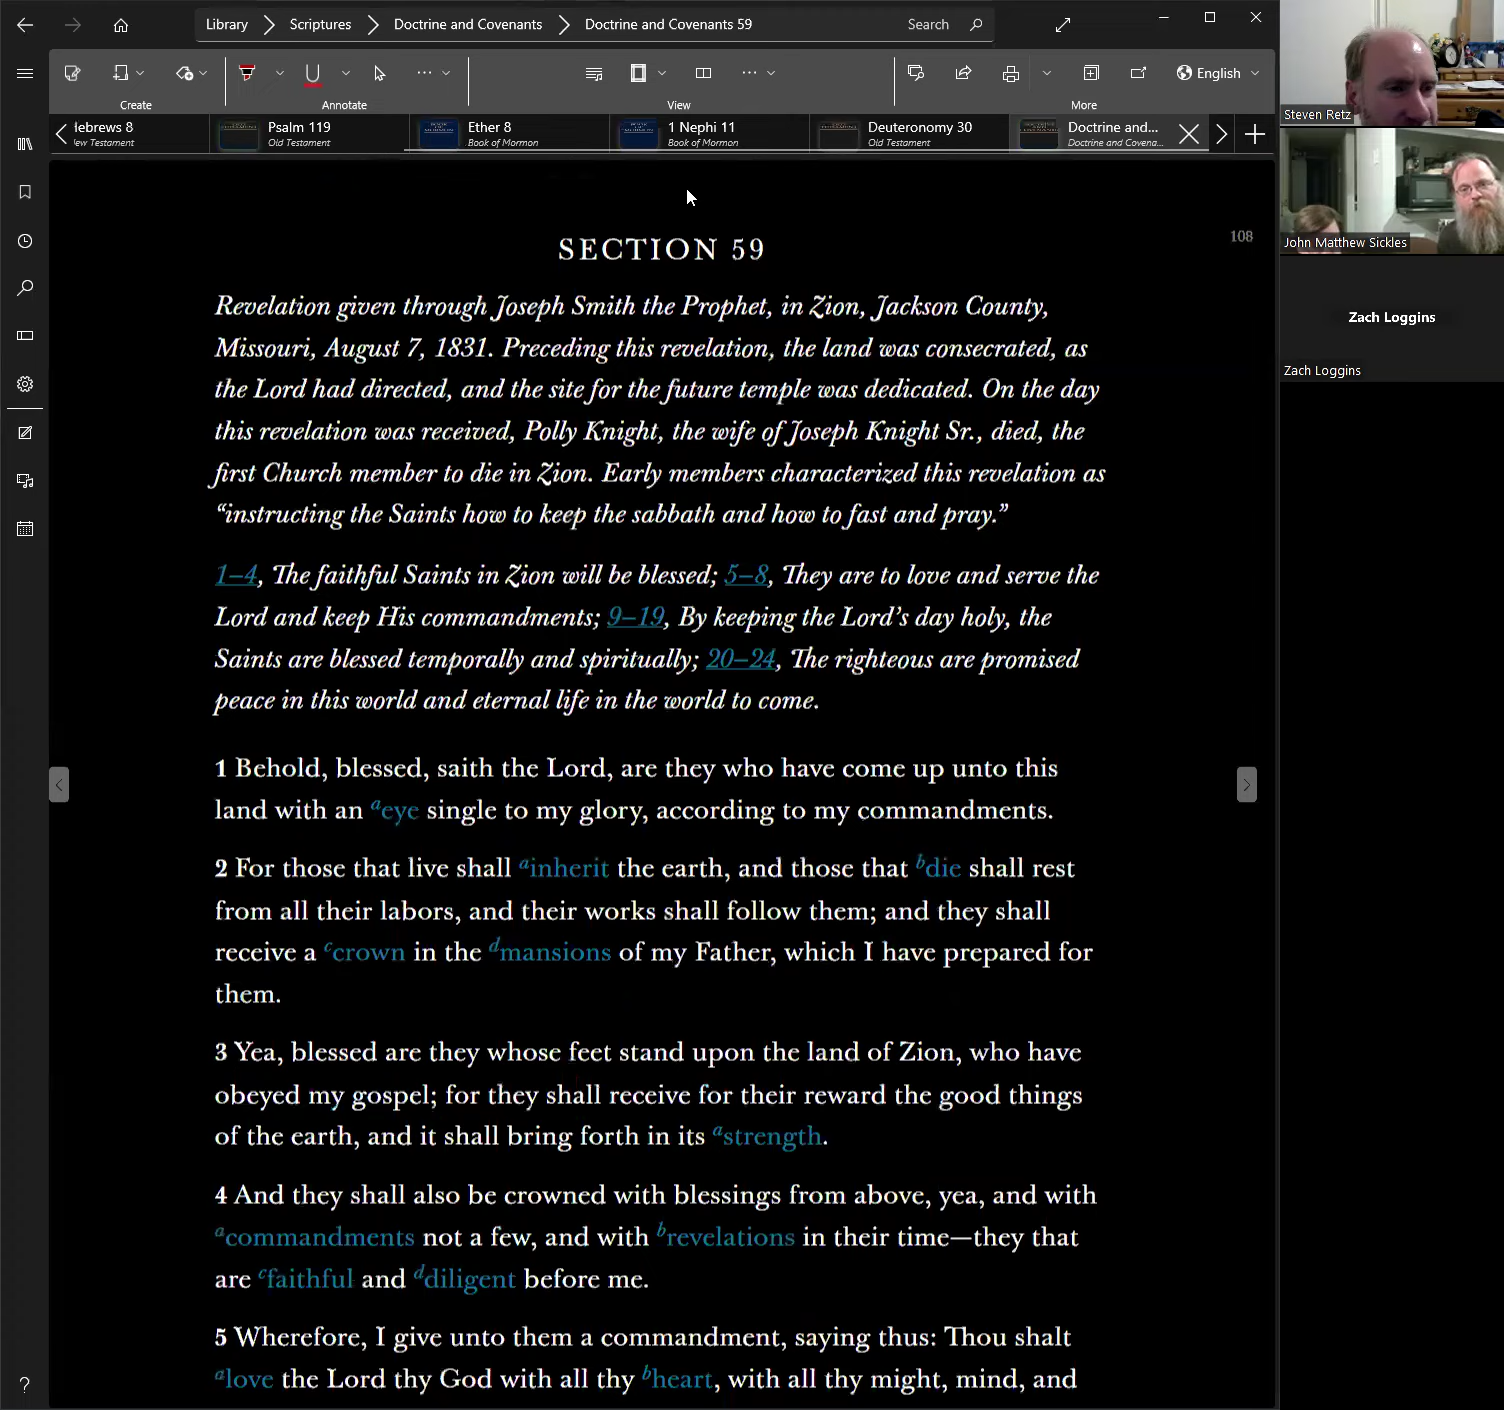 Library Scriptures Doctrine and Covenants Doctrine and Covenants 59 Search
English
Create Annotate View More
Psalm 119
Old Testament
Ether 8
Book of Mormon
1 Nephi 11
Book of Mormon
Deuteronomy 30
Old Testament
Doctrine and...
Doctrine and Covena...
SECTION 59
108
Revelation given through Joseph Smith the Prophet, in Zion, Jackson County,
Missouri, August 7, 1831. Preceding this revelation, the land was consecrated, as
the Lord had directed, and the site for the future temple was dedicated. On the day
this revelation was received, Polly Knight, the wife of Joseph Knight Sr., died, the
first Church member to die in Zion. Early members characterized this revelation as
“instructing the Saints how to keep the sabbath and how to fast and pray.”
1–4, The faithful Saints in Zion will be blessed; 5–8, They are to love and serve the
Lord and keep His commandments; 9–19, By keeping the Lord’s day holy, the
Saints are blessed temporally and spiritually; 20–24, The righteous are promised
peace in this world and eternal life in the world to come.
1 Behold, blessed, saith the Lord, are they who have come up unto this
land with an a eye single to my glory, according to my commandments.
2 For those that live shall a inherit the earth, and those that b die shall rest
from all their labors, and their works shall follow them; and they shall
receive a c crown in the d mansions of my Father, which I have prepared for
them.
3 Yea, blessed are they whose feet stand upon the land of Zion, who have
obeyed my gospel; for they shall receive for their reward the good things
of the earth, and it shall bring forth in its a strength.
4 And they shall also be crowned with blessings from above, yea, and with
a commandments not a few, and with b revelations in their time—they that
are c faithful and d diligent before me.
5 Wherefore, I give unto them a commandment, saying thus: Thou shalt
a love the Lord thy God with all thy b heart, with all thy might, mind, and
Steven Retz
John Matthew Sickles
Zach Loggins
Zach Loggins